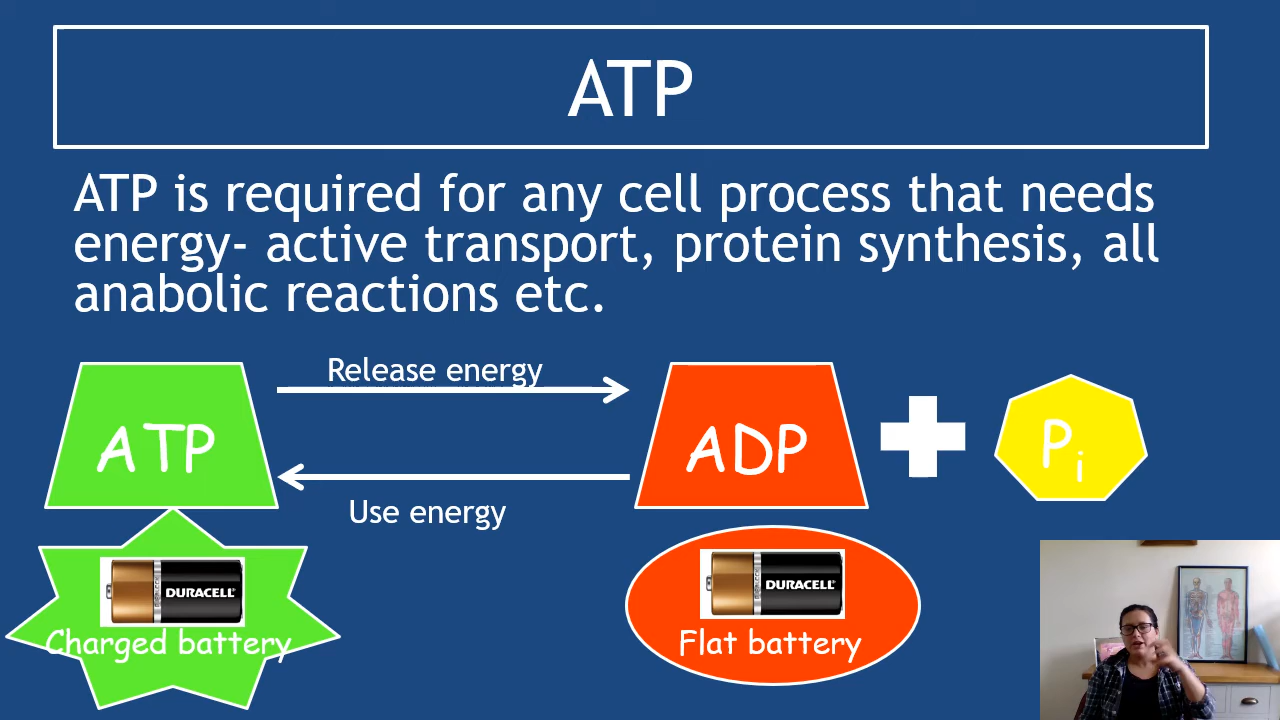 ATP
ATP is required for any cell process that needs
energy- active transport, protein synthesis, all
anabolic reactions etc.
Release energy
ATP
ADP
Pi
Use energy
DURACELL
Charged battery
DURACELL
Flat battery